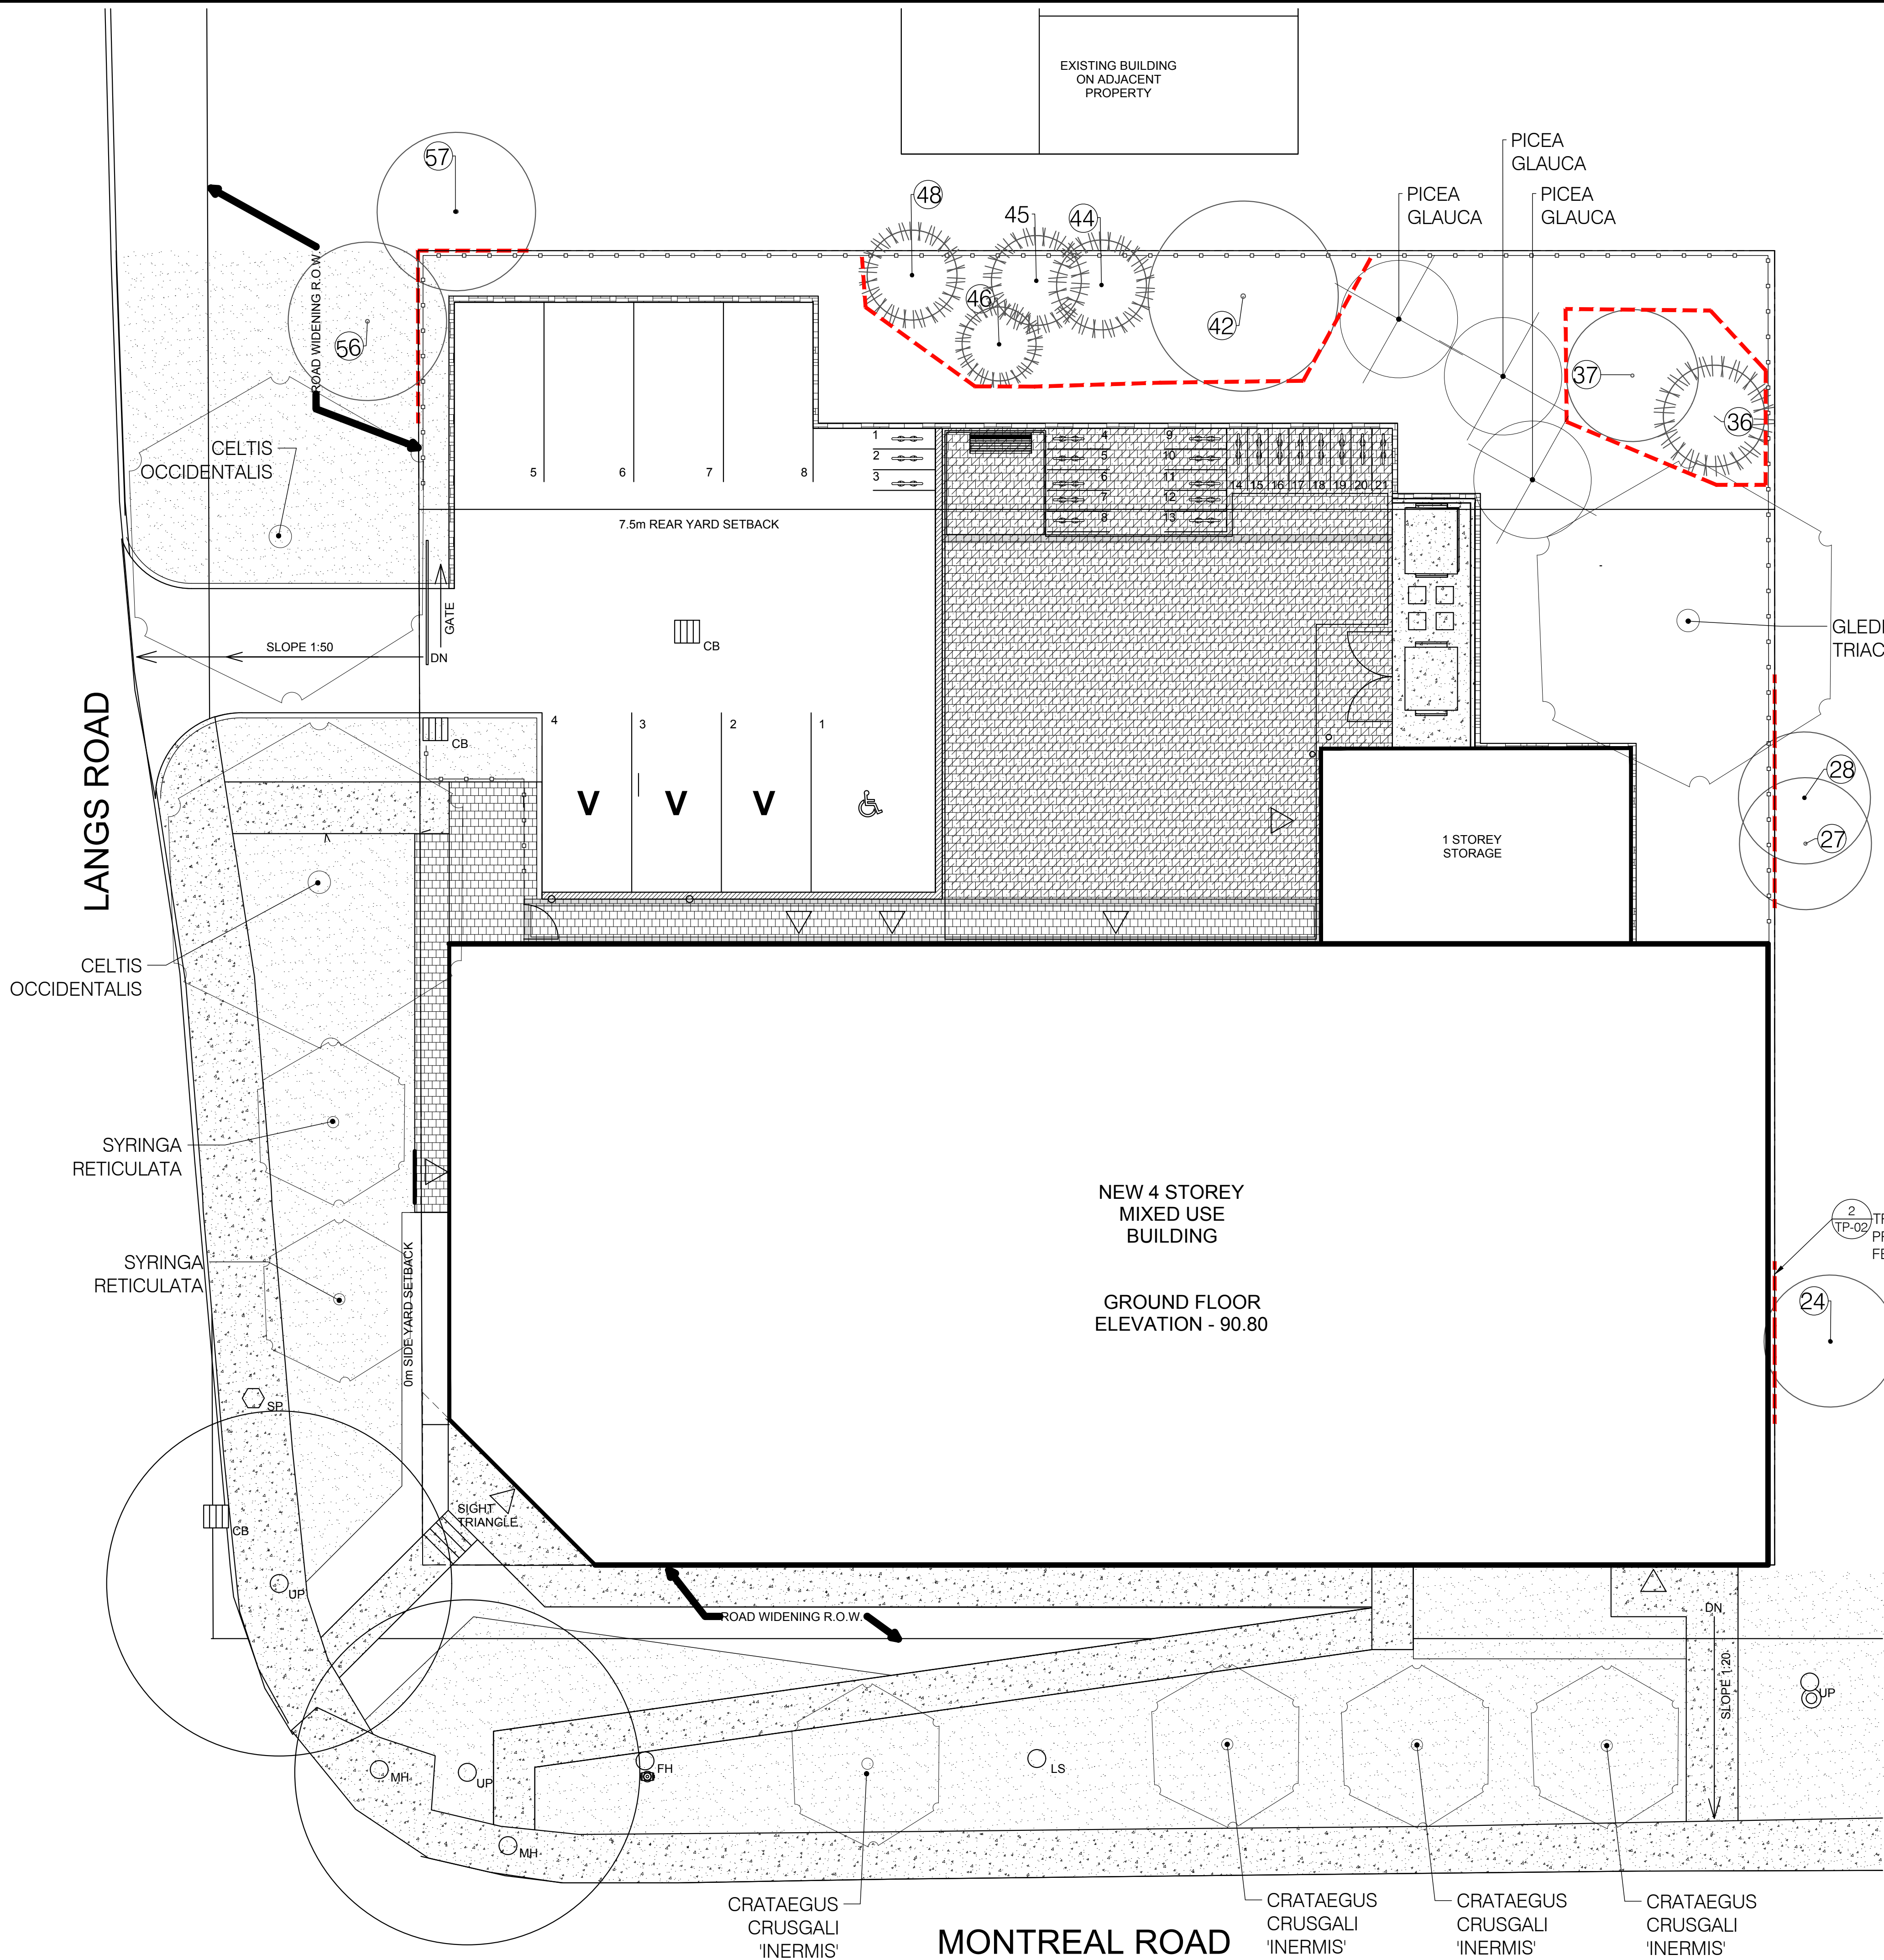 EXISTING BUILDING
ON ADJACENT
PROPERTY
PICEA
GLAUCA
57
PICEA
GLAUCA
PICEA
GLAUCA
48
45
44
46
42
56
37
36
ROAD WIDENING R.O.W.
CELTIS
OCCIDENTALIS
5
6
7
8
1
2
3
4
5
6
7
8
9
10
11
12
13
14
15
16
17
18
19
20
21
7.5m REAR YARD SETBACK
GATE
DN
SLOPE 1:50
CB
CB
4
3
2
1
V
V
V
LANGS ROAD
28
27
1 STOREY
STORAGE
CELTIS
OCCIDENTALIS
SYRINGA
RETICULATA
SYRINGA
RETICULATA
0m SIDE YARD SETBACK
NEW 4 STOREY
MIXED USE
BUILDING
GROUND FLOOR
ELEVATION - 90.80
2
TP-02
24
SP
SIGHT
TRIANGLE
CB
UP
ROAD WIDENING R.O.W.
DN
SLOPE 1:20
UP
MH
UP
FH
LS
MH
CRATAEGUS
CRUSGALI
'INERMIS'
CRATAEGUS
CRUSGALI
'INERMIS'
CRATAEGUS
CRUSGALI
'INERMIS'
CRATAEGUS
CRUSGALI
'INERMIS'
MONTREAL ROAD